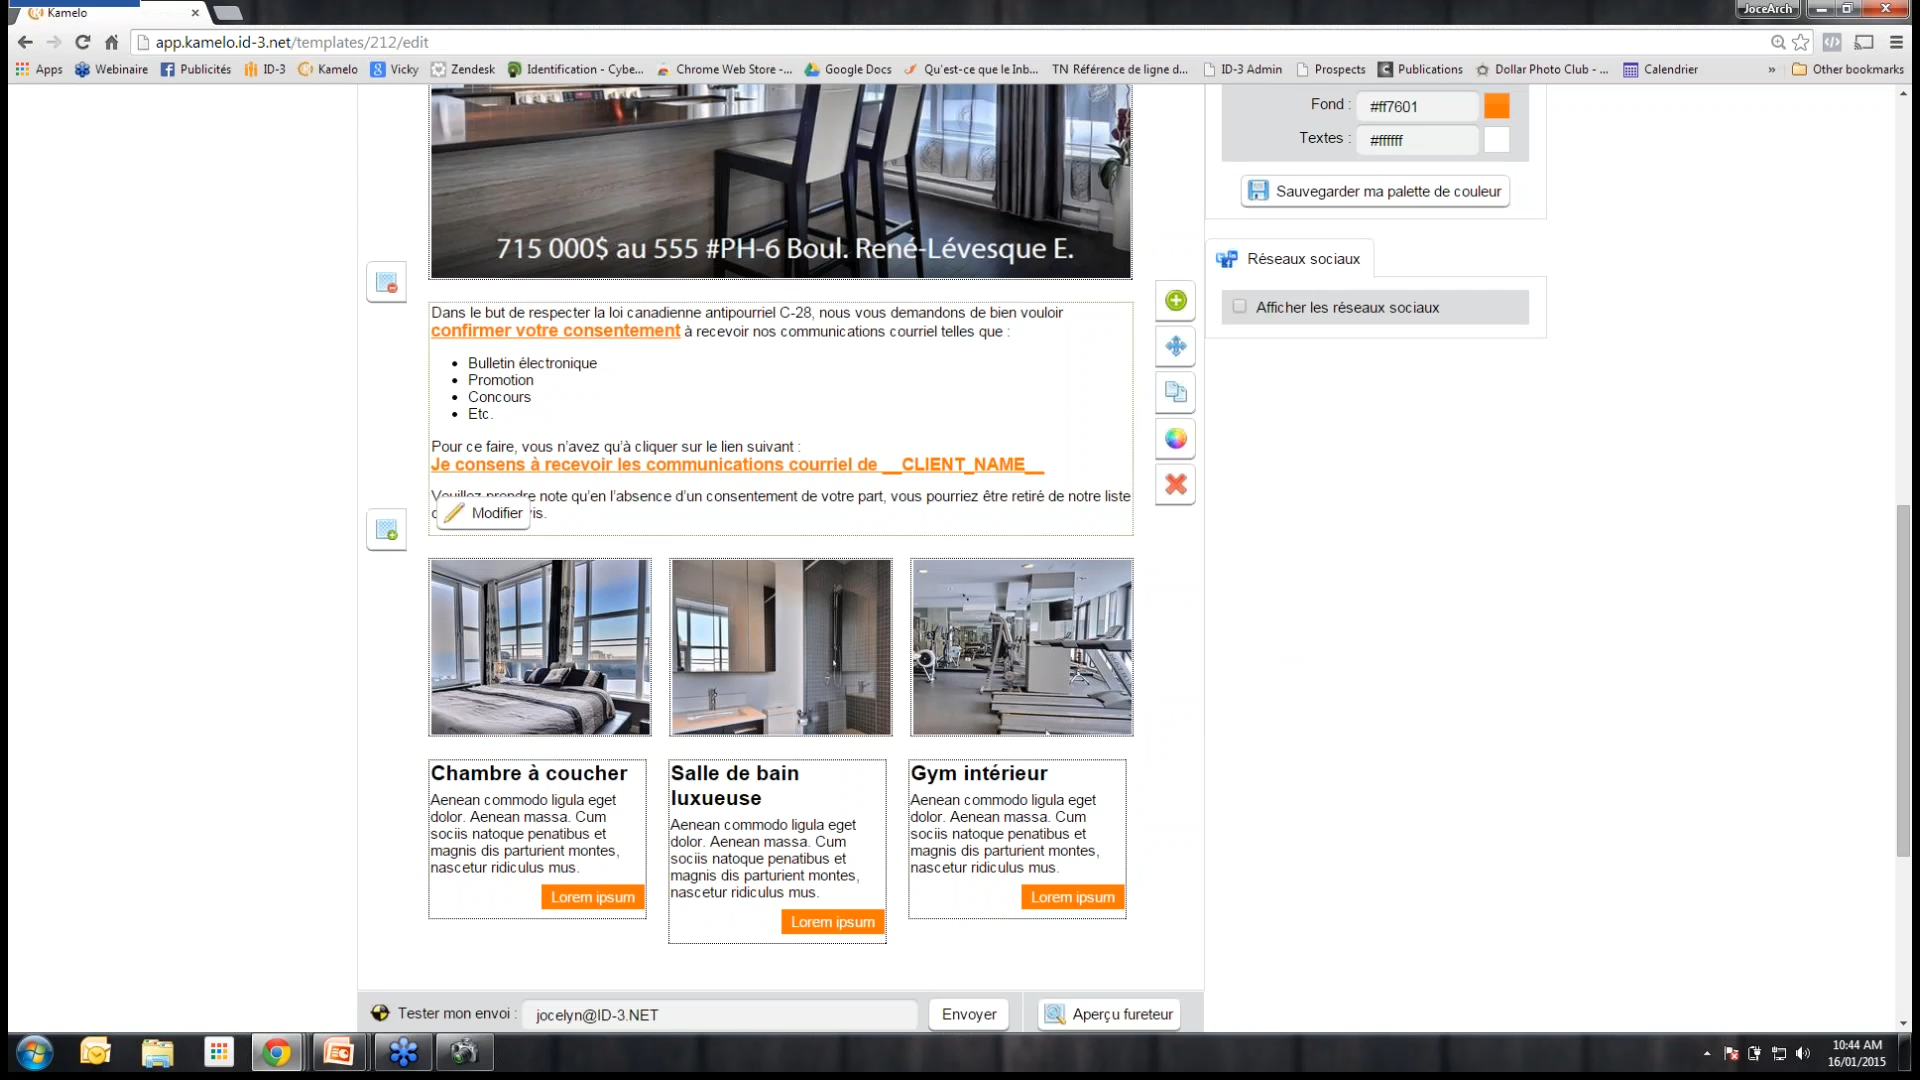 Kamelo
JoceArch
app.kamelo.id-3.net/templates/212/edit
Apps Webinaire Publicités ID-3 Kamelo Vicky Zendesk Identification - Cybe... Chrome Web Store -... Google Docs Qu'est-ce que le Inb... TN Référence de ligne d... ID-3 Admin Prospects Publications Dollar Photo Club - ... Calendrier » Other bookmarks
Fond : #ff7601
Textes : #ffffff
Sauvegarder ma palette de couleur
Réseaux sociaux
Afficher les réseaux sociaux
715 000$ au 555 #PH-6 Boul. René-Lévesque E.
Dans le but de respecter la loi canadienne antipourriel C-28, nous vous demandons de bien vouloir
confirmer votre consentement à recevoir nos communications courriel telles que :
• Bulletin électronique
• Promotion
• Concours
• Etc.
Pour ce faire, vous n'avez qu'à cliquer sur le lien suivant :
Je consens à recevoir les communications courriel de __CLIENT_NAME__
Veuillez prendre note qu'en l'absence d'un consentement de votre part, vous pourriez être retiré de notre liste
Modifier
Chambre à coucher
Aenean commodo ligula eget
dolor. Aenean massa. Cum
sociis natoque penatibus et
magnis dis parturient montes,
nascetur ridiculus mus.
Lorem ipsum
Salle de bain
luxueuse
Aenean commodo ligula eget
dolor. Aenean massa. Cum
sociis natoque penatibus et
magnis dis parturient montes,
nascetur ridiculus mus.
Lorem ipsum
Gym intérieur
Aenean commodo ligula eget
dolor. Aenean massa. Cum
sociis natoque penatibus et
magnis dis parturient montes,
nascetur ridiculus mus.
Lorem ipsum
Tester mon envoi : jocelyn@ID-3.NET Envoyer Aperçu fureteur
10:44 AM
16/01/2015